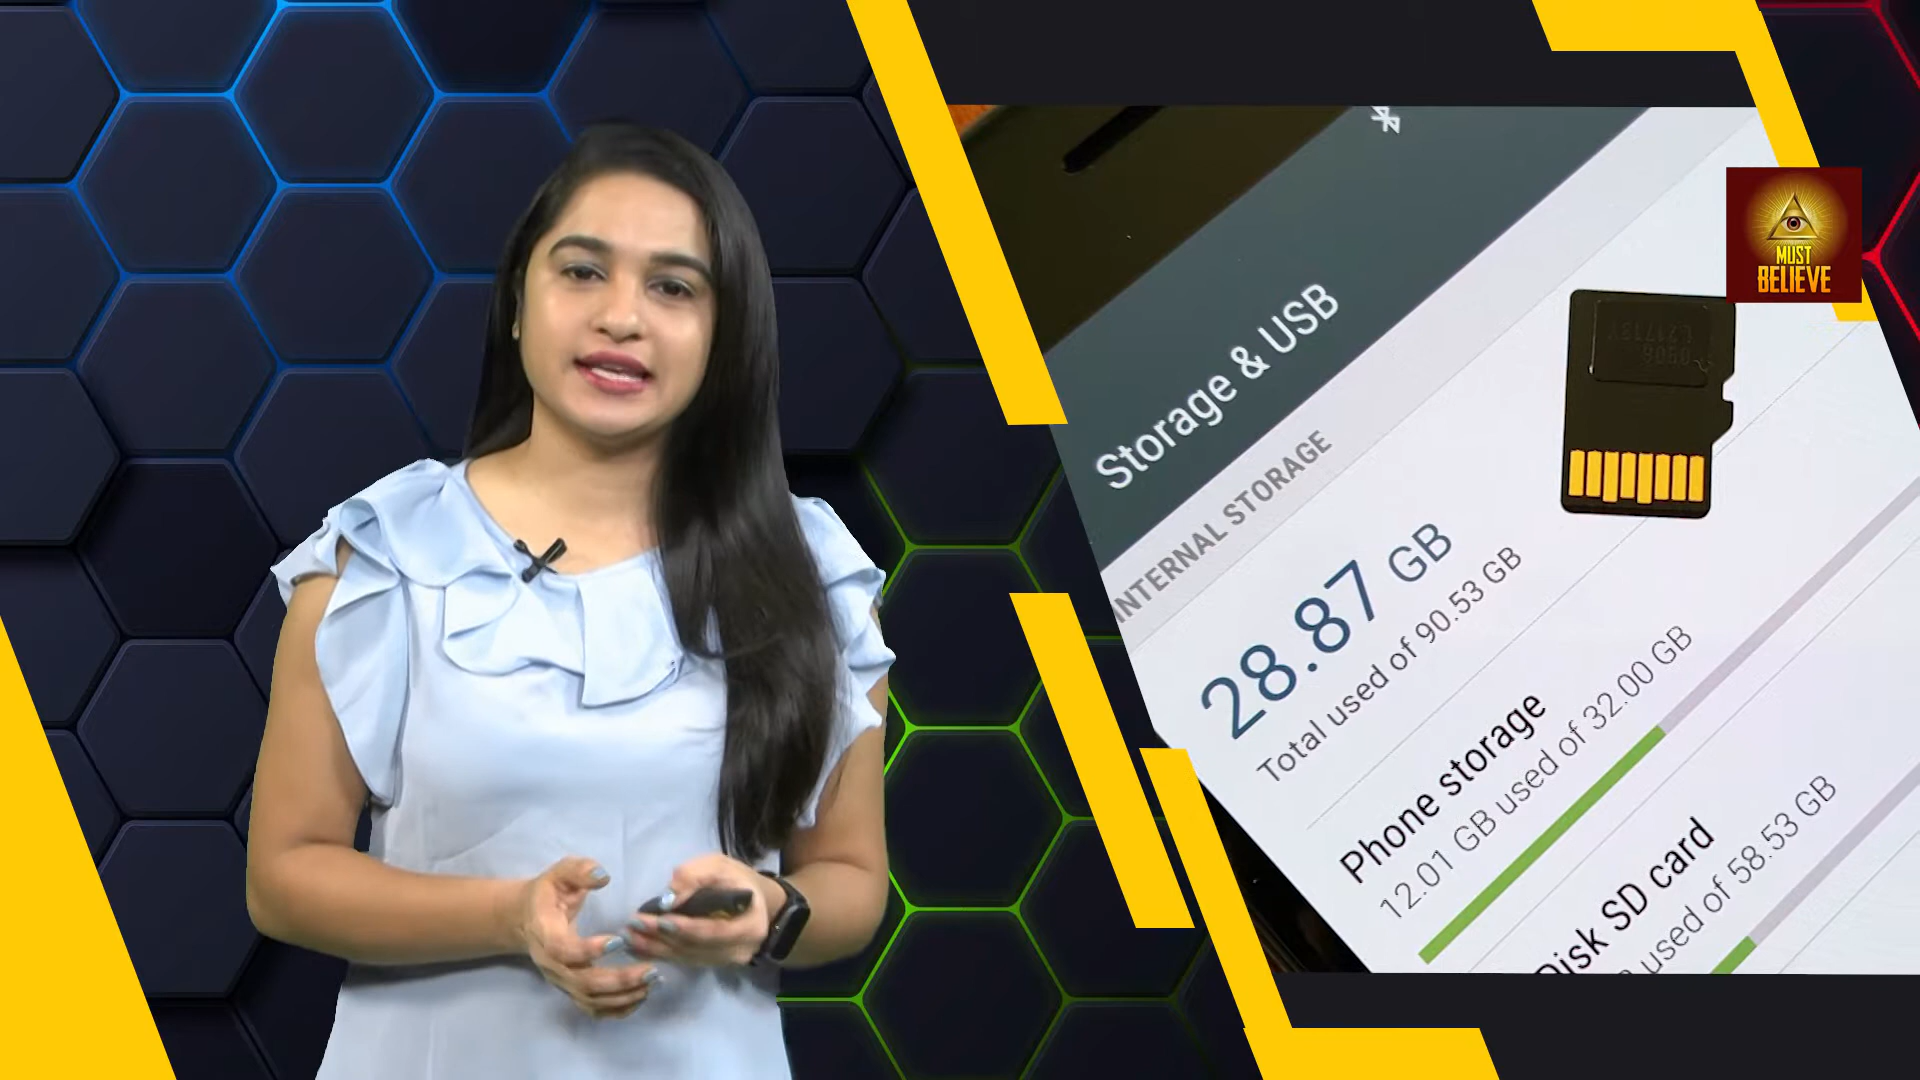 MUST
BELIEVE
Storage & USB
INTERNAL STORAGE
28.87 GB
Total used of 90.53 GB
Phone storage
12.01 GB used of 32.00 GB
Disk SD card
used of 58.53 GB